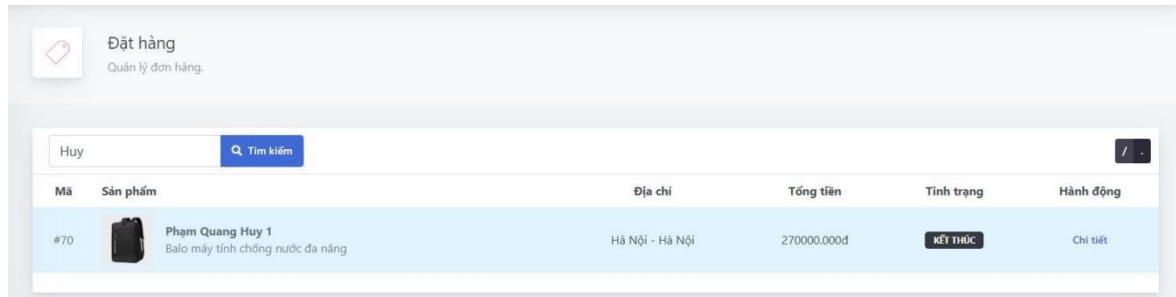 Đặt hàng
Quản lý đơn hàng.
Huy
Tìm kiếm
/ .
Mã Sản phẩm Địa chỉ Tổng tiền Tình trạng Hành động
#70 Phạm Quang Huy 1
Balo máy tính chống nước đa năng
Hà Nội - Hà Nội 270000.000đ KẾT THÚC Chi tiết